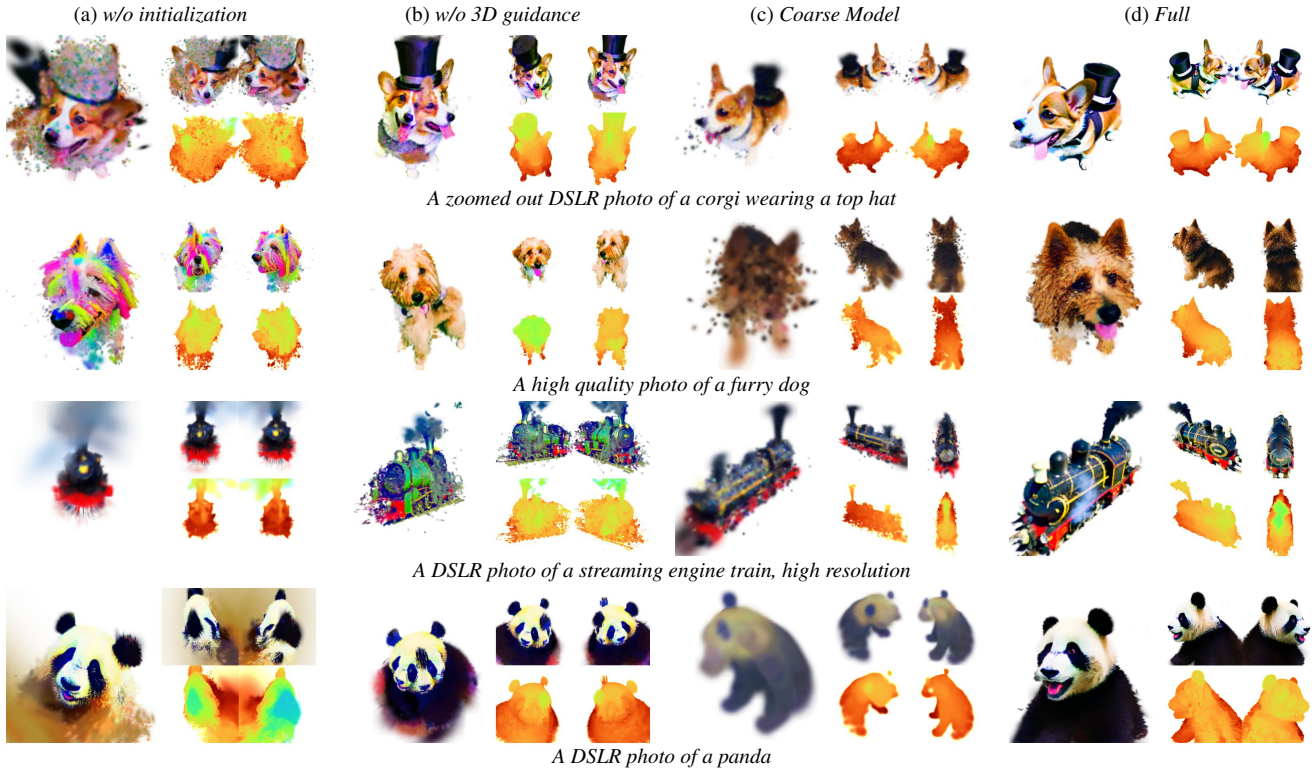 (a) w/o initialization (b) w/o 3D guidance (c) Coarse Model (d) Full
A zoomed out DSLR photo of a corgi wearing a top hat
A high quality photo of a furry dog
A DSLR photo of a streaming engine train, high resolution
A DSLR photo of a panda